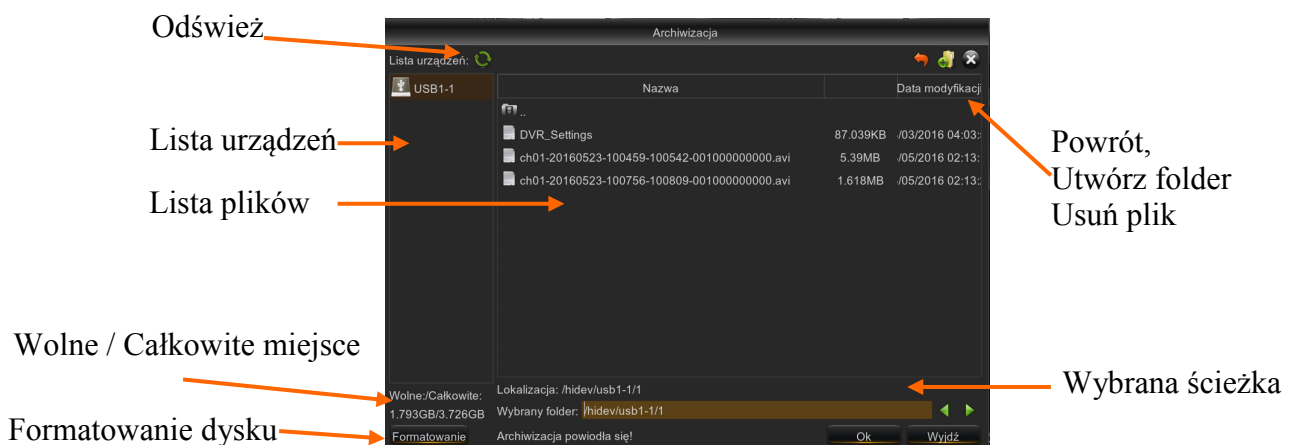 Odśwież
Archiwizacja
Lista urządzeń:
USB1-1
Nazwa
Data modyfikacji
..
DVR_Settings 87.039KB /03/2016 04:03:
ch01-20160523-100459-100542-001000000000.avi 5.39MB /05/2016 02:13:
ch01-20160523-100756-100809-001000000000.avi 1.618MB /05/2016 02:13:
Lista urządzeń
Lista plików
Powrót,
Utwórz folder
Usuń plik
Wolne / Całkowite miejsce
Wybrana ścieżka
Wolne:/Całkowite:
1.793GB/3.726GB
Lokalizacja: /hidev/usb1-1/1
Wybrany folder: /hidev/usb1-1/1
Formatowanie dysku
Formatowanie
Archiwizacja powiodła się!
Ok
Wyjdź